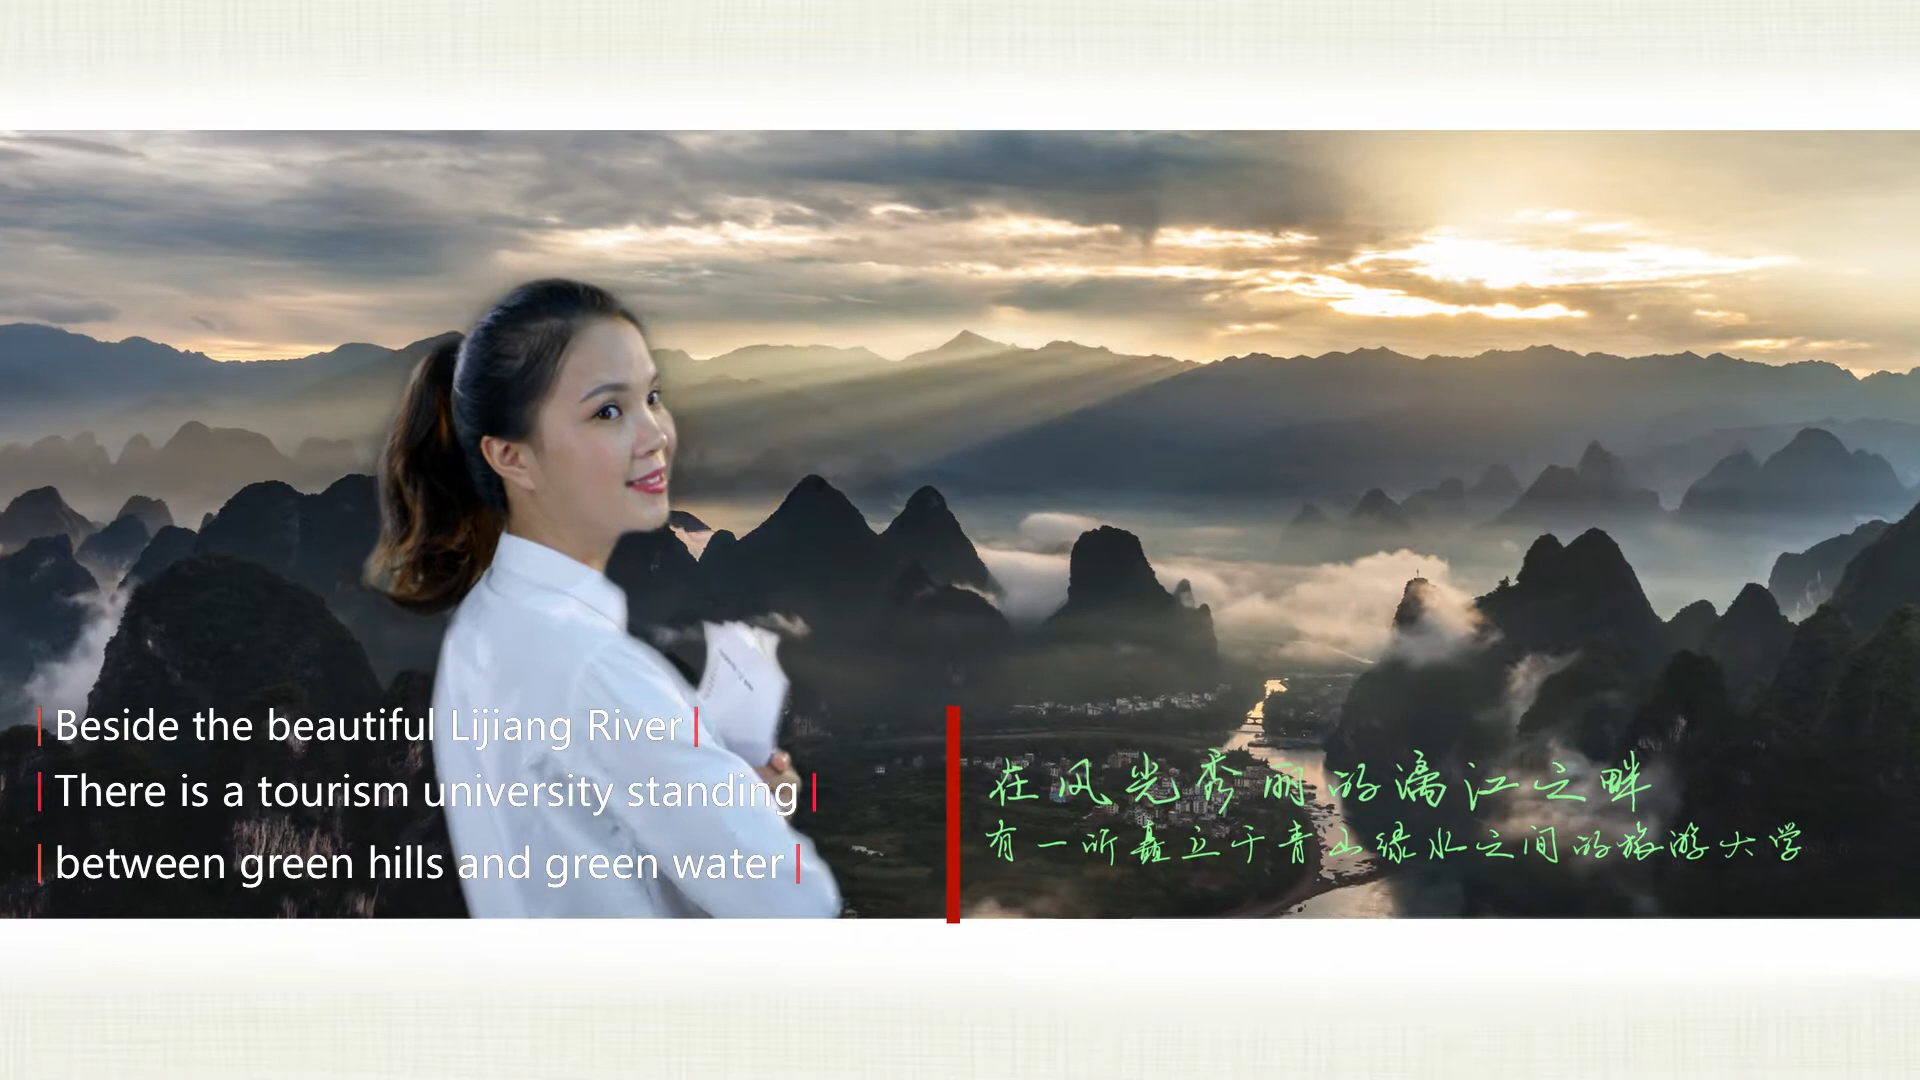 Beside the beautiful Lijiang River
There is a tourism university standing
between green hills and green water
在风光秀丽的漓江之畔
有一所矗立于青山绿水之间的旅游大学